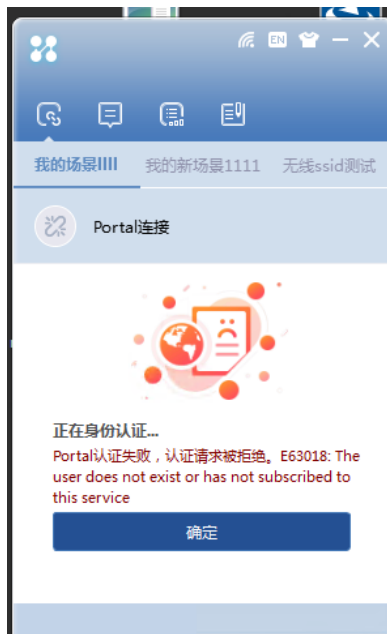 EN
我的场景llll
我的新场景1111
无线ssid测试
Portal连接
正在身份认证...
Portal认证失败，认证请求被拒绝。E63018: The
user does not exist or has not subscribed to
this service
确定